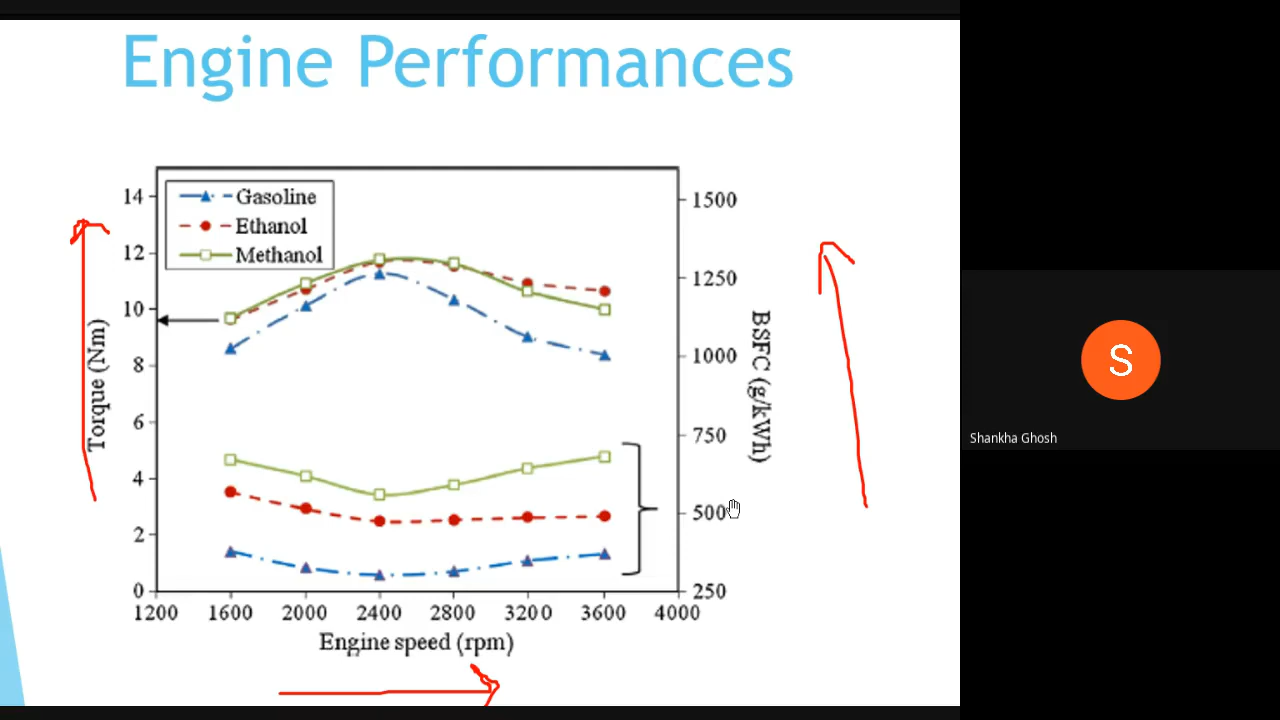 Engine Performances
Gasoline
Ethanol
Methanol
14
12
10
8
6
4
2
0
Torque (Nm)
1500
1250
1000
750
500
250
BSFC (g/kWh)
1200 1600 2000 2400 2800 3200 3600 4000
Engine speed (rpm)
S
Shankha Ghosh